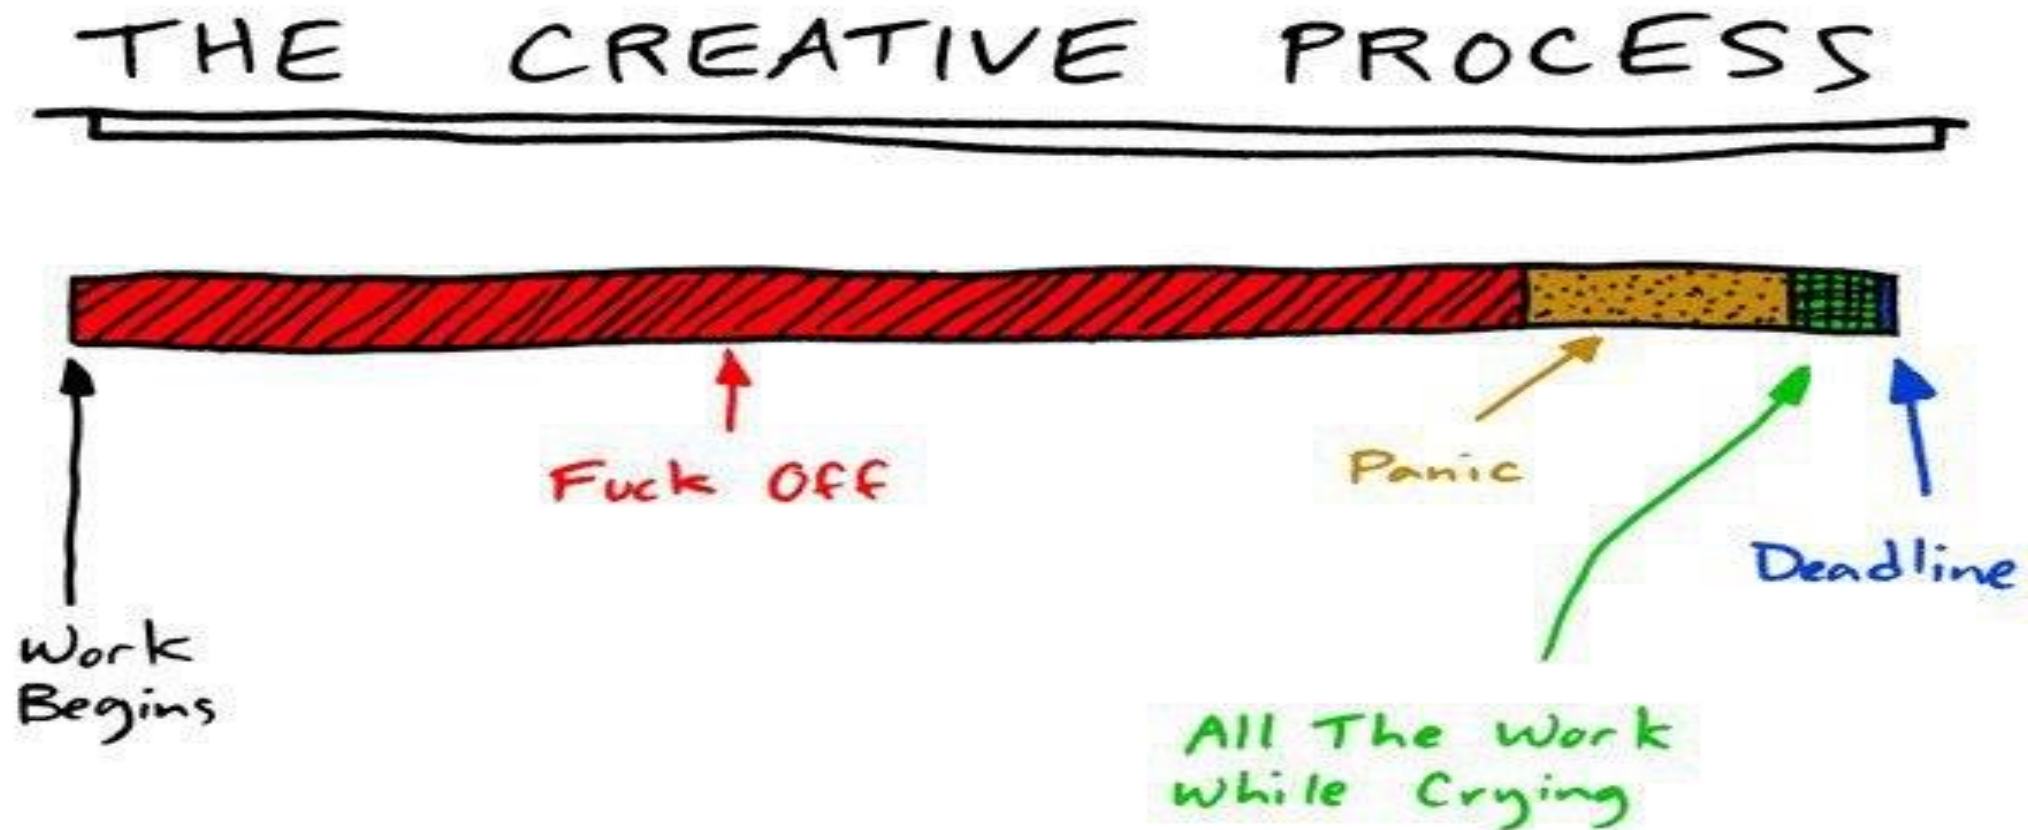 THE CREATIVE PROCESS
Fuck Off
Panic
Deadline
Work
Begins
All The Work
While Crying